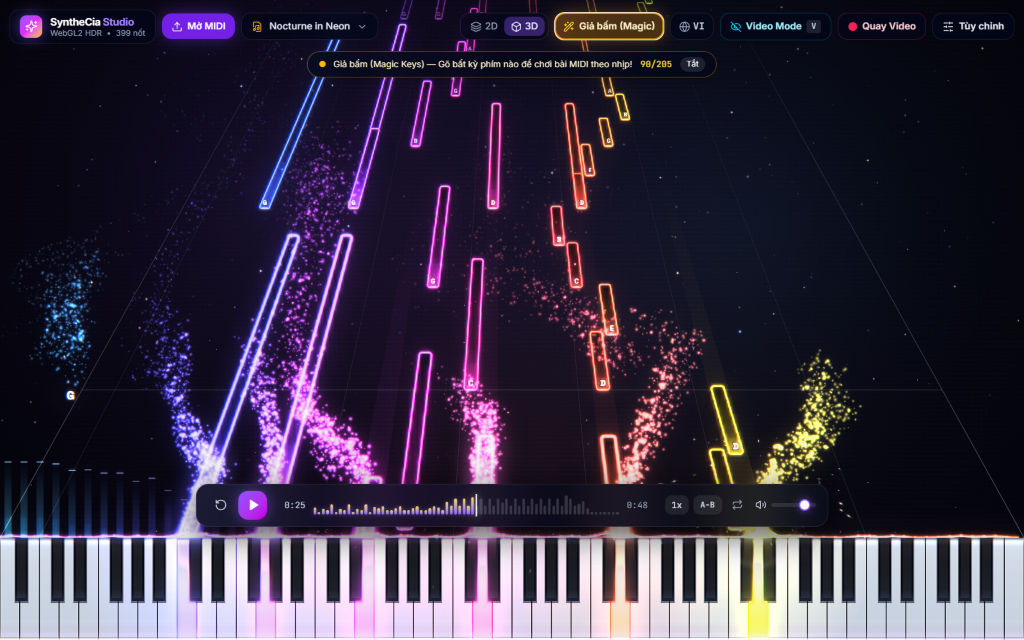 SyntheCia Studio
WebGL2 HDR • 399 nốt
Mở MIDI
Nocturne in Neon
2D
3D
Giả bấm (Magic)
VI
Video Mode V
Quay Video
Tùy chỉnh
Giả bấm (Magic Keys) — Gõ bất kỳ phím nào để chơi bài MIDI theo nhịp! 90/205 Tắt
G
D
G
G
G
D
D
G
C
E
D
D
G
C
0:25
0:48
1x
A-B